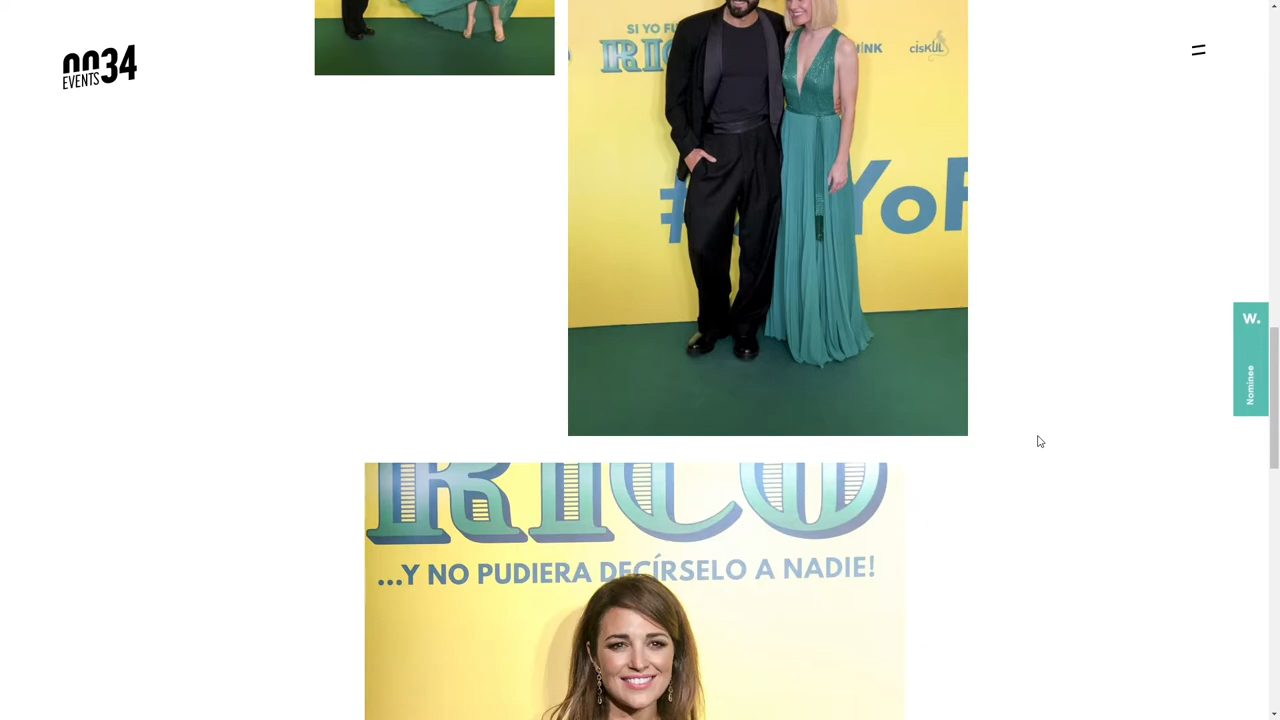 0034
EVENTS
SI YO FU
RIC
cisKUL
#
YoF
W.
Nominee
RICO
...Y NO PUDIERA DECÍRSELO A NADIE!